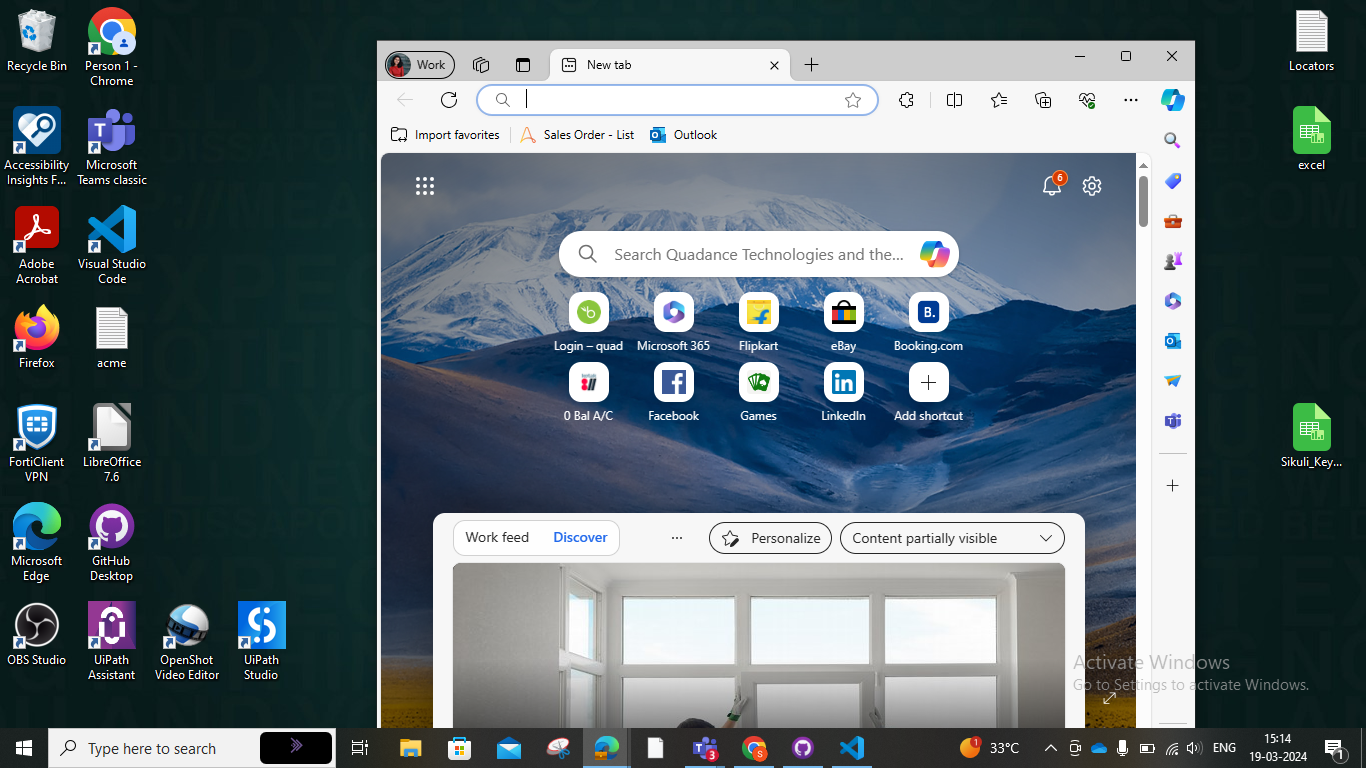 Recycle Bin
Person 1 -
Chrome
Accessibility
Insights F...
Microsoft
Teams classic
Adobe
Acrobat
Visual Studio
Code
Firefox
acme
FortiClient
VPN
LibreOffice
7.6
Microsoft
Edge
GitHub
Desktop
OBS Studio
UiPath
Assistant
OpenShot
Video Editor
UiPath
Studio
Work
New tab
Import favorites
Sales Order - List
Outlook
6
Search Quadance Technologies and the...
Login – quad
Microsoft 365
Flipkart
eBay
B.
Booking.com
0 Bal A/C
Facebook
Games
LinkedIn
Add shortcut
Work feed
Discover
Personalize
Content partially visible
Locators
excel
Sikuli_Key...
Activate Windows
Go to Settings to activate Windows.
Type here to search
3
S
1
33°C
ENG
15:14
19-03-2024
1